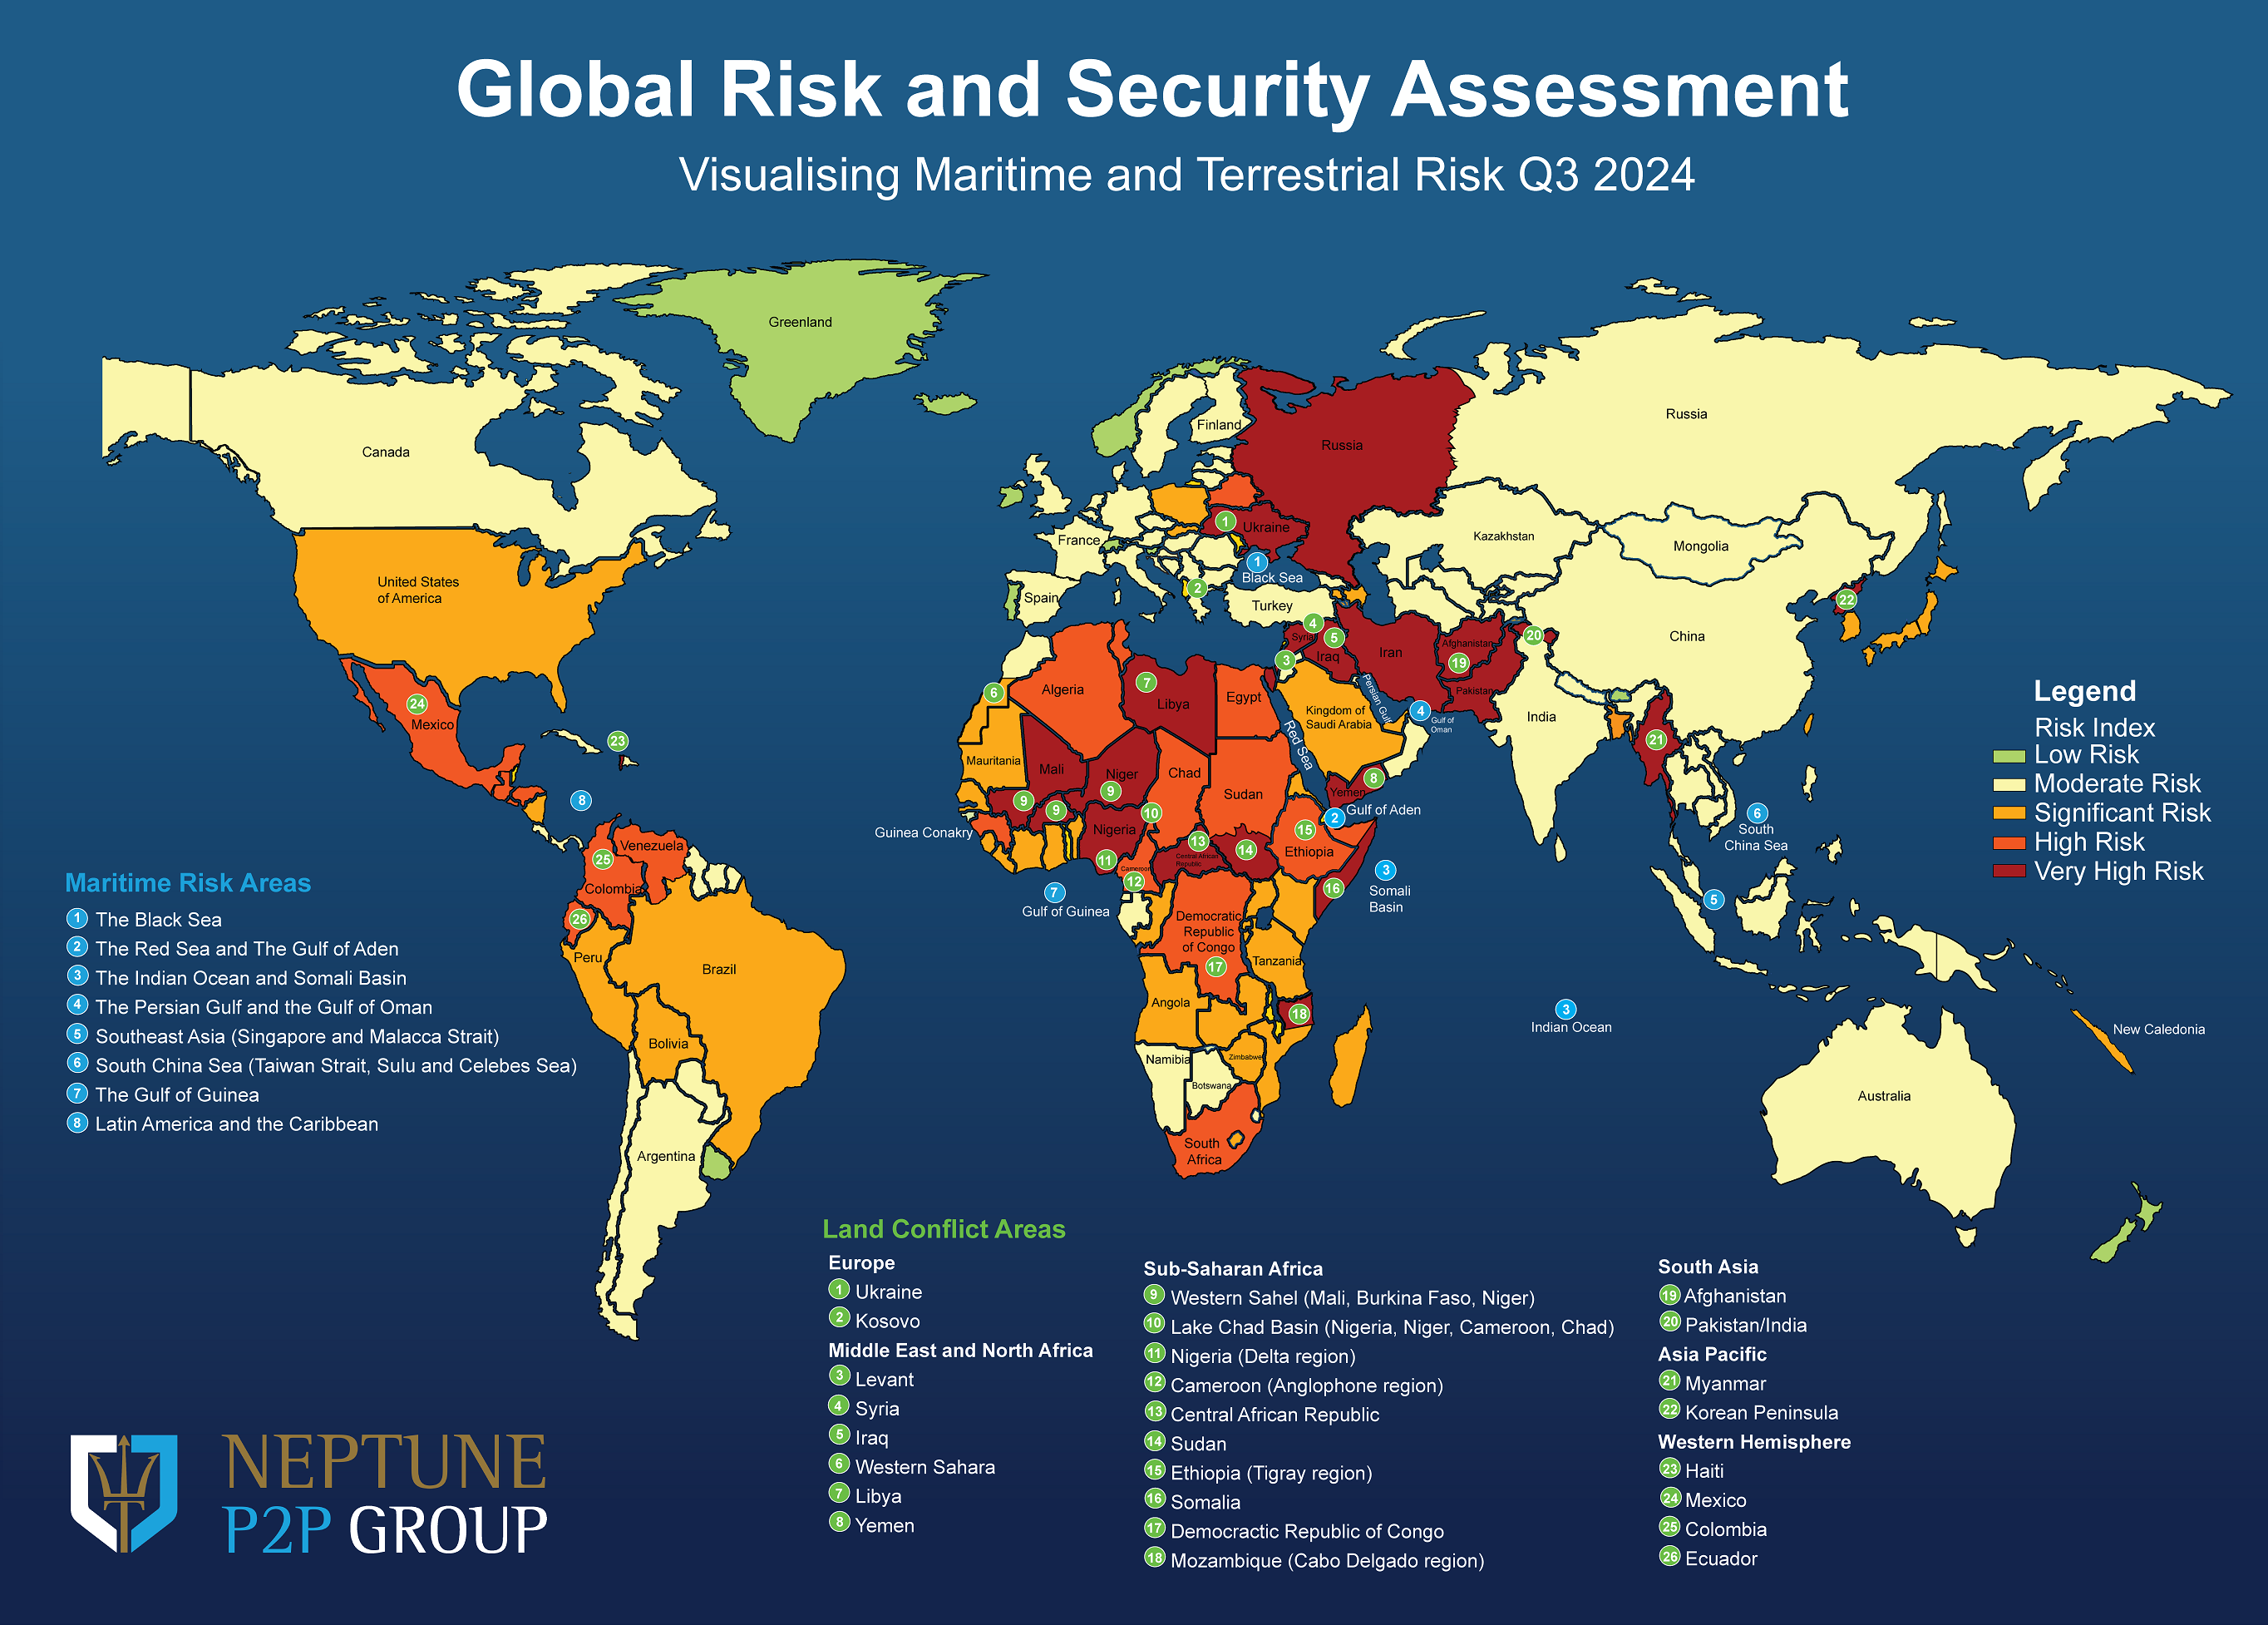 Global Risk and Security Assessment
Visualising Maritime and Terrestrial Risk Q3 2024
Greenland
Canada
United States
of America
24
Mexico
23
8
Venezuela
25
Colombia
26
Peru
Brazil
Bolivia
Argentina
Finland
Russia
Russia
1
Ukraine
France
1
Black Sea
2
Spain
Turkey
Kazakhstan
Mongolia
China
22
4
Syria
5
Iraq
3
Iran
Afghanistan
19
20
Pakistan
India
Persian Gulf
4
Gulf of
Oman
21
6
Algeria
7
Libya
Egypt
Kingdom of
Saudi Arabia
Red Sea
Mauritania
Mali
Niger
9
9
9
Chad
Sudan
Yemen
8
2
Gulf of Aden
10
Nigeria
11
Guinea Conakry
13
Central African
Republic
14
15
Ethiopia
Cameroon
12
16
3
Somali
Basin
7
Gulf of Guinea
Democratic
Republic
of Congo
17
Tanzania
Angola
18
Zimbabwe
Namibia
Botswana
South
Africa
6
South
China Sea
5
3
Indian Ocean
New Caledonia
Australia
Legend
Risk Index
Low Risk
Moderate Risk
Significant Risk
High Risk
Very High Risk
Maritime Risk Areas
1 The Black Sea
2 The Red Sea and The Gulf of Aden
3 The Indian Ocean and Somali Basin
4 The Persian Gulf and the Gulf of Oman
5 Southeast Asia (Singapore and Malacca Strait)
6 South China Sea (Taiwan Strait, Sulu and Celebes Sea)
7 The Gulf of Guinea
8 Latin America and the Caribbean
Land Conflict Areas
Europe
1 Ukraine
2 Kosovo
Middle East and North Africa
3 Levant
4 Syria
5 Iraq
6 Western Sahara
7 Libya
8 Yemen
Sub-Saharan Africa
9 Western Sahel (Mali, Burkina Faso, Niger)
10 Lake Chad Basin (Nigeria, Niger, Cameroon, Chad)
11 Nigeria (Delta region)
12 Cameroon (Anglophone region)
13 Central African Republic
14 Sudan
15 Ethiopia (Tigray region)
16 Somalia
17 Democractic Republic of Congo
18 Mozambique (Cabo Delgado region)
South Asia
19 Afghanistan
20 Pakistan/India
Asia Pacific
21 Myanmar
22 Korean Peninsula
Western Hemisphere
23 Haiti
24 Mexico
25 Colombia
26 Ecuador
NEPTUNE
P2P GROUP